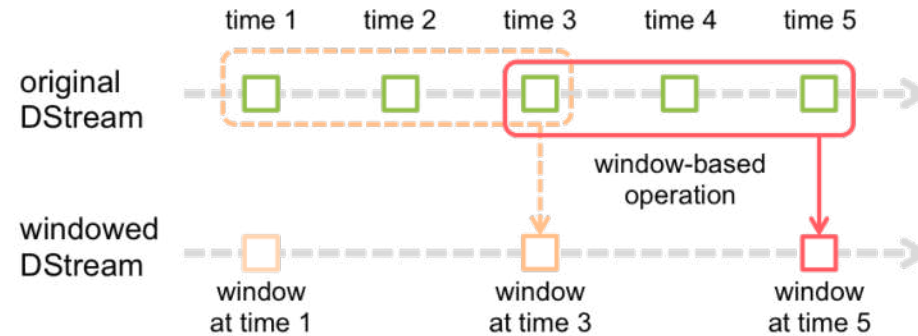 time 1 time 2 time 3 time 4 time 5
original
DStream
window-based
operation
windowed
DStream
window
at time 1
window
at time 3
window
at time 5